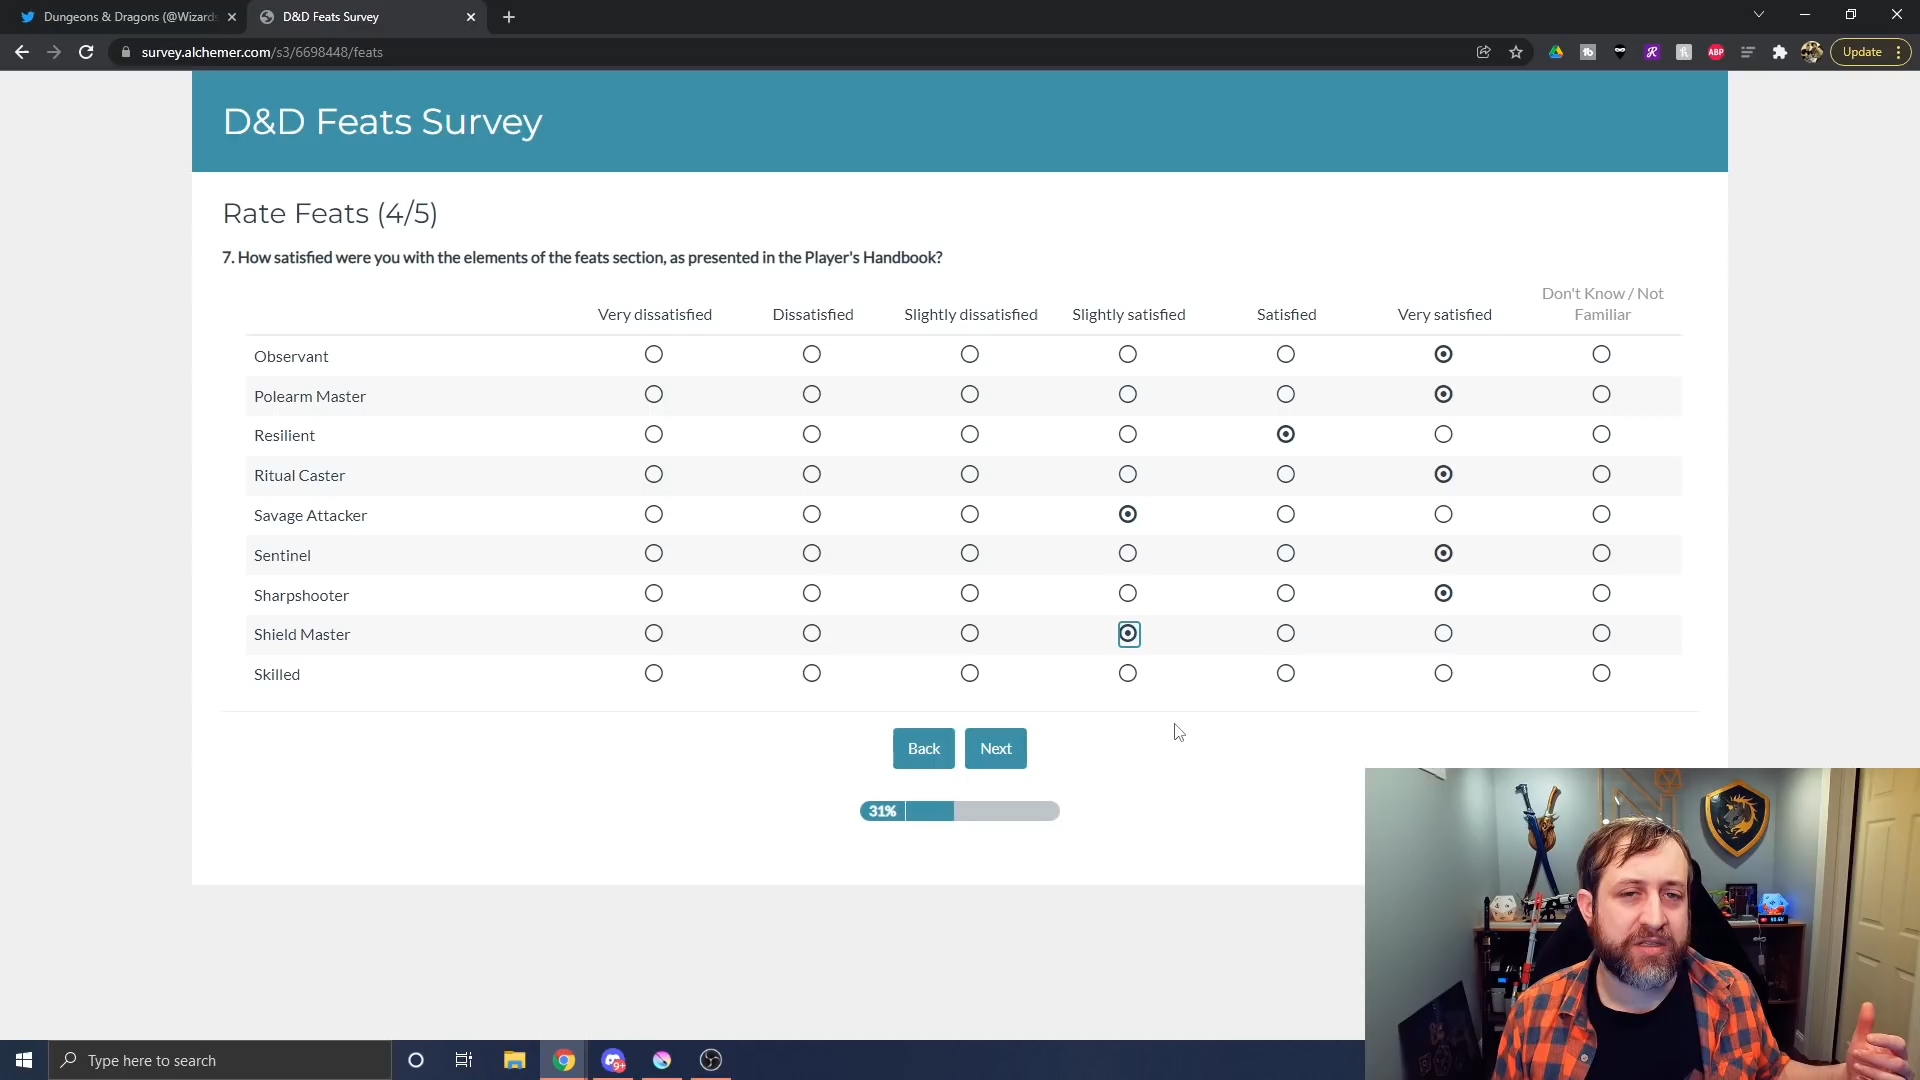 Dungeons & Dragons (@Wizards
D&D Feats Survey
survey.alchemer.com/s3/6698448/feats
ABP
Update
D&D Feats Survey
Rate Feats (4/5)
7. How satisfied were you with the elements of the feats section, as presented in the Player's Handbook?
Very dissatisfied Dissatisfied Slightly dissatisfied Slightly satisfied Satisfied Very satisfied Don't Know / Not Familiar
Observant
Polearm Master
Resilient
Ritual Caster
Savage Attacker
Sentinel
Sharpshooter
Shield Master
Skilled
Back Next
31%
Type here to search
9+